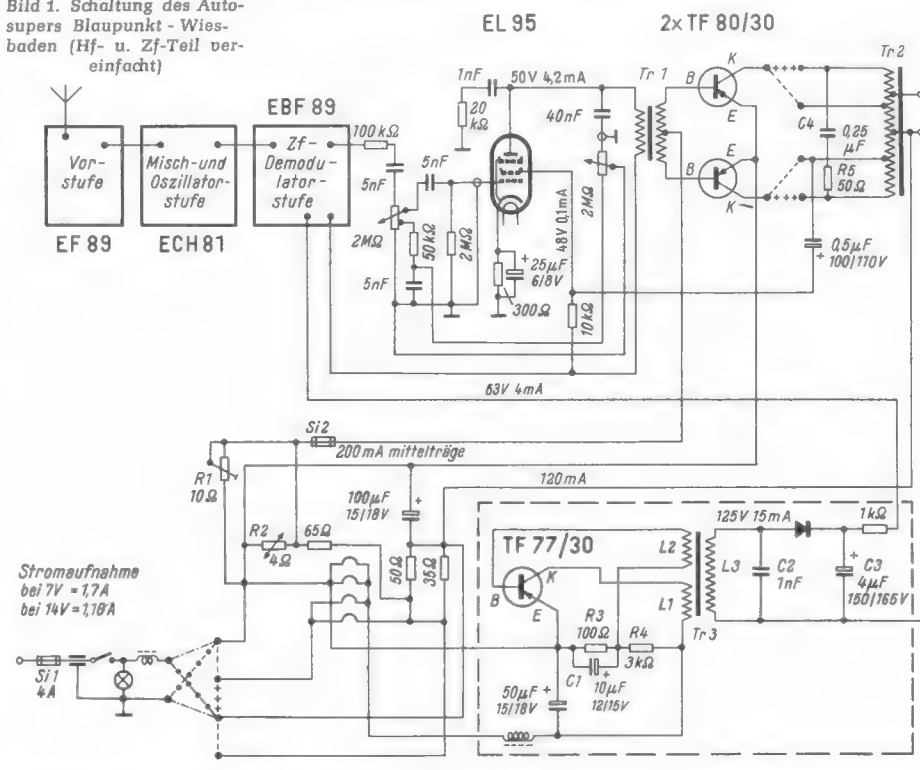 Bild 1. Schaltung des Auto-
supers Blaupunkt - Wies-
baden (Hf- u. Zf-Teil ver-
einfacht)
EL 95
2x TF 80/30
Tr 2
EBF 89
1nF
50V 4,2mA
Tr 1
B
K
E
20
kΩ
40nF
C4
0,25
µF
R5
50Ω
Vor-
stufe
Misch- und
Oszillator-
stufe
Zf-
Demodu-
lator-
stufe
100kΩ
5nF
5nF
2MΩ
50kΩ
2MΩ
5nF
48V 0,1mA
2MΩ
B
E
K
EF 89
ECH 81
25µF
6/8V
300Ω
10kΩ
0,5µF
100/110V
63V 4mA
Si2
200mA mittelträge
120mA
R1
10Ω
100µF
15/18V
R2
4Ω
65Ω
50Ω
35Ω
TF 77/30
B
K
E
L2
L1
Tr 3
L3
125V 15mA
1kΩ
C2
1nF
C3
4µF
150/165V
R3
100Ω
R4
3kΩ
C1
10µF
12/15V
50µF
15/18V
Stromaufnahme
bei 7V = 1,7A
bei 14V = 1,18A
Si1
4A